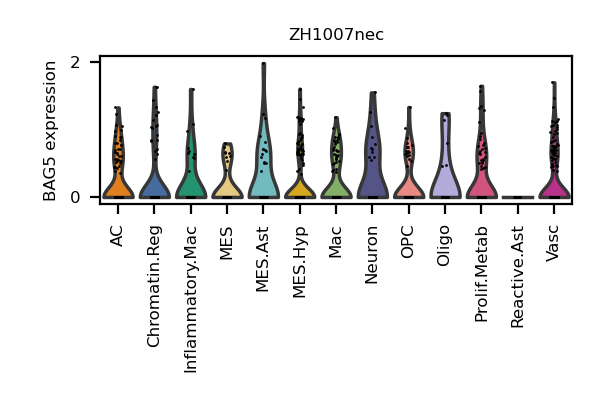 ZH1007nec
BAG5 expression
2
0
AC
Chromatin.Reg
Inflammatory.Mac
MES
MES.Ast
MES.Hyp
Mac
Neuron
OPC
Oligo
Prolif.Metab
Reactive.Ast
Vasc